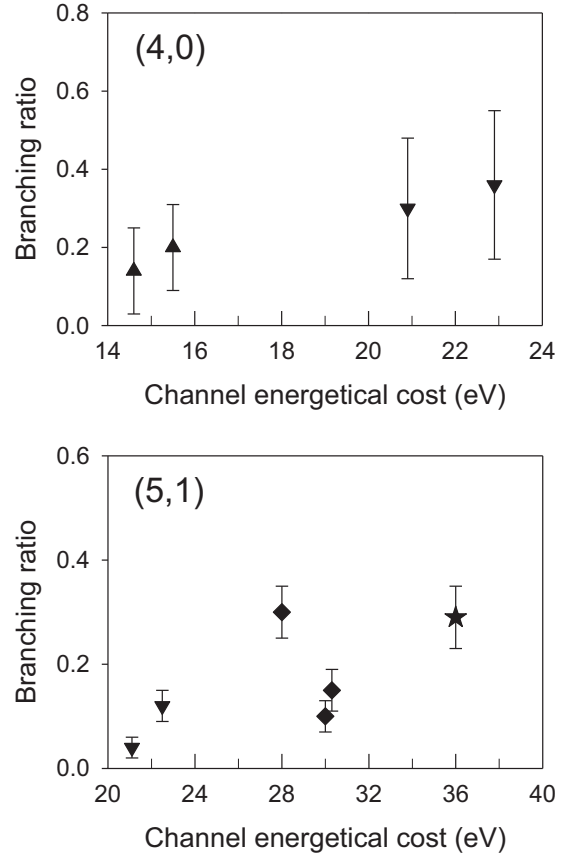 (4,0)
Branching ratio
0.8
0.6
0.4
0.2
0.0
14 16 18 20 22 24
Channel energetical cost (eV)
(5,1)
Branching ratio
0.6
0.4
0.2
0.0
20 24 28 32 36 40
Channel energetical cost (eV)